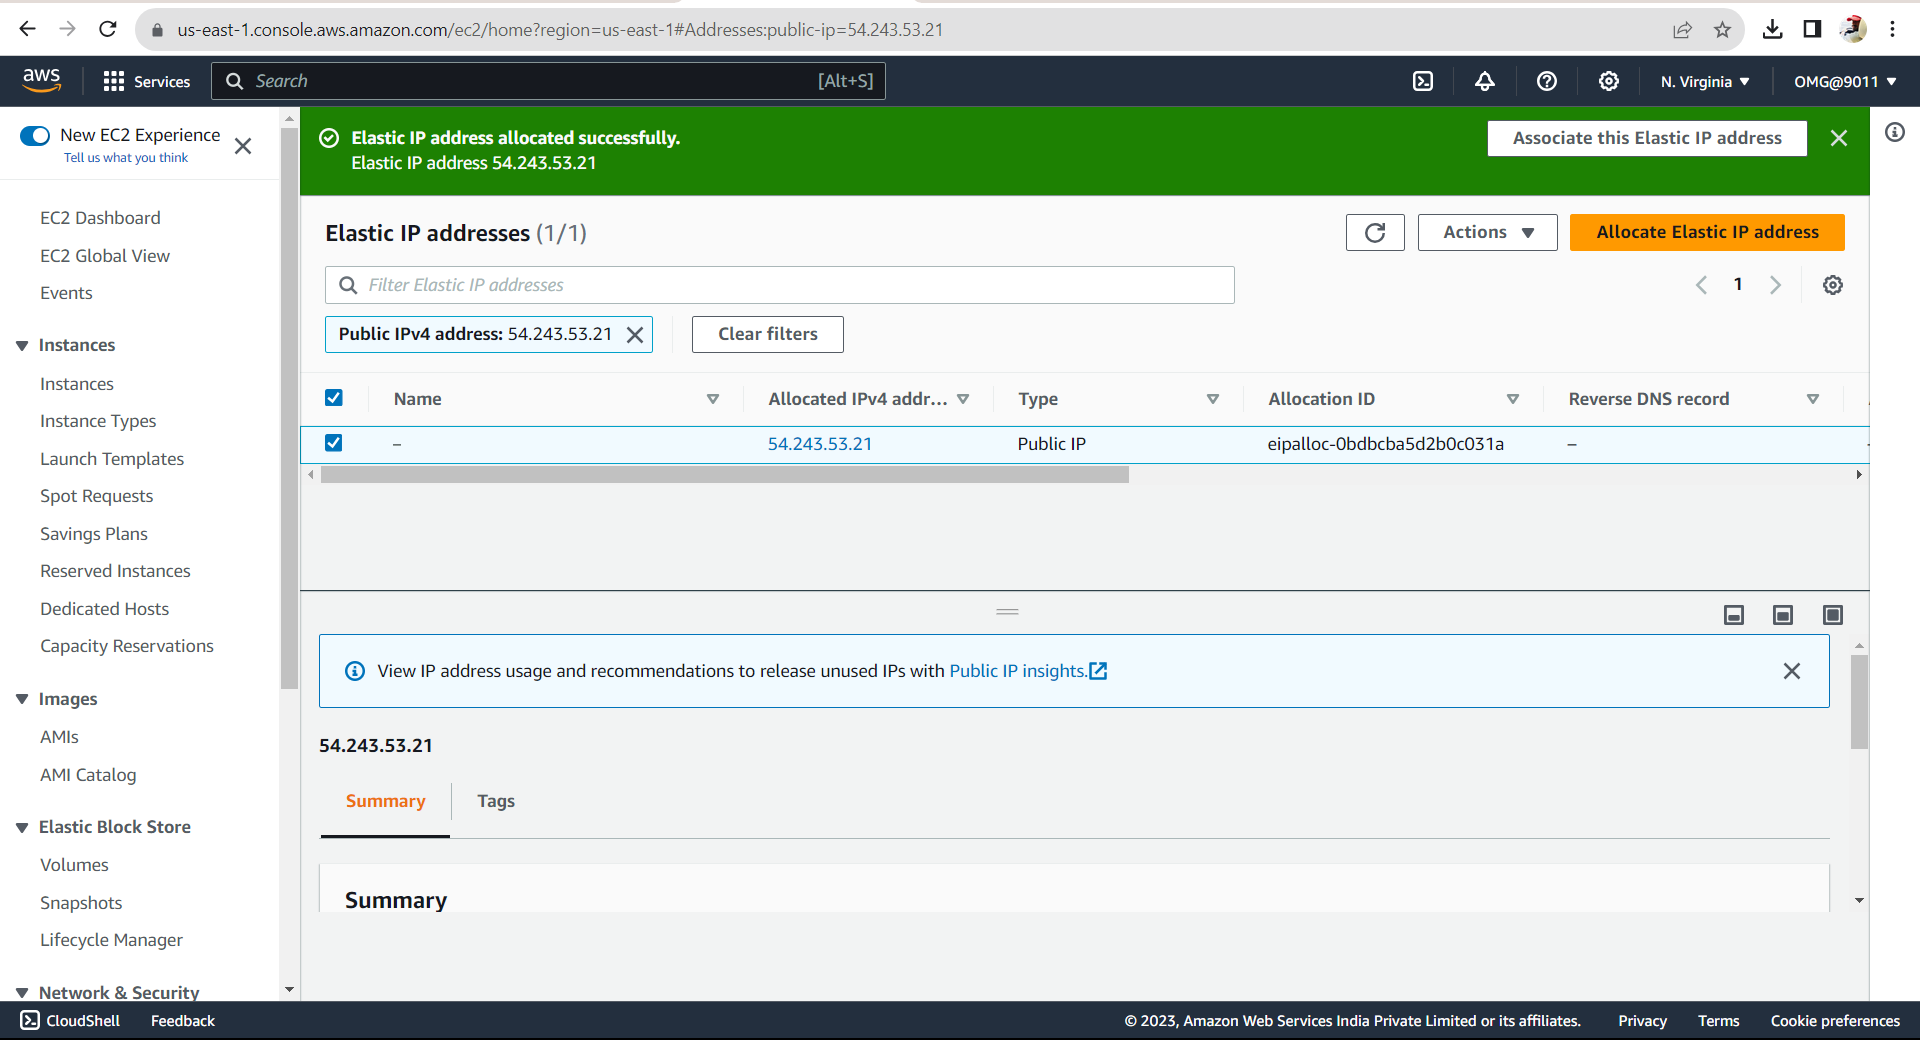 us-east-1.console.aws.amazon.com/ec2/home?region=us-east-1#Addresses:public-ip=54.243.53.21
aws
Services
Search
[Alt+S]
N. Virginia
OMG@9011
New EC2 Experience
Tell us what you think
EC2 Dashboard
EC2 Global View
Events
Instances
Instances
Instance Types
Launch Templates
Spot Requests
Savings Plans
Reserved Instances
Dedicated Hosts
Capacity Reservations
Images
AMIs
AMI Catalog
Elastic Block Store
Volumes
Snapshots
Lifecycle Manager
Network & Security
Elastic IP address allocated successfully.
Elastic IP address 54.243.53.21
Associate this Elastic IP address
Elastic IP addresses (1/1)
Actions
Allocate Elastic IP address
Filter Elastic IP addresses
1
Public IPv4 address: 54.243.53.21
Clear filters
Name Allocated IPv4 addr... Type Allocation ID Reverse DNS record
– 54.243.53.21 Public IP eipalloc-0bdbcba5d2b0c031a –
View IP address usage and recommendations to release unused IPs with Public IP insights.
54.243.53.21
Summary
Tags
Summary
CloudShell
Feedback
© 2023, Amazon Web Services India Private Limited or its affiliates.
Privacy
Terms
Cookie preferences